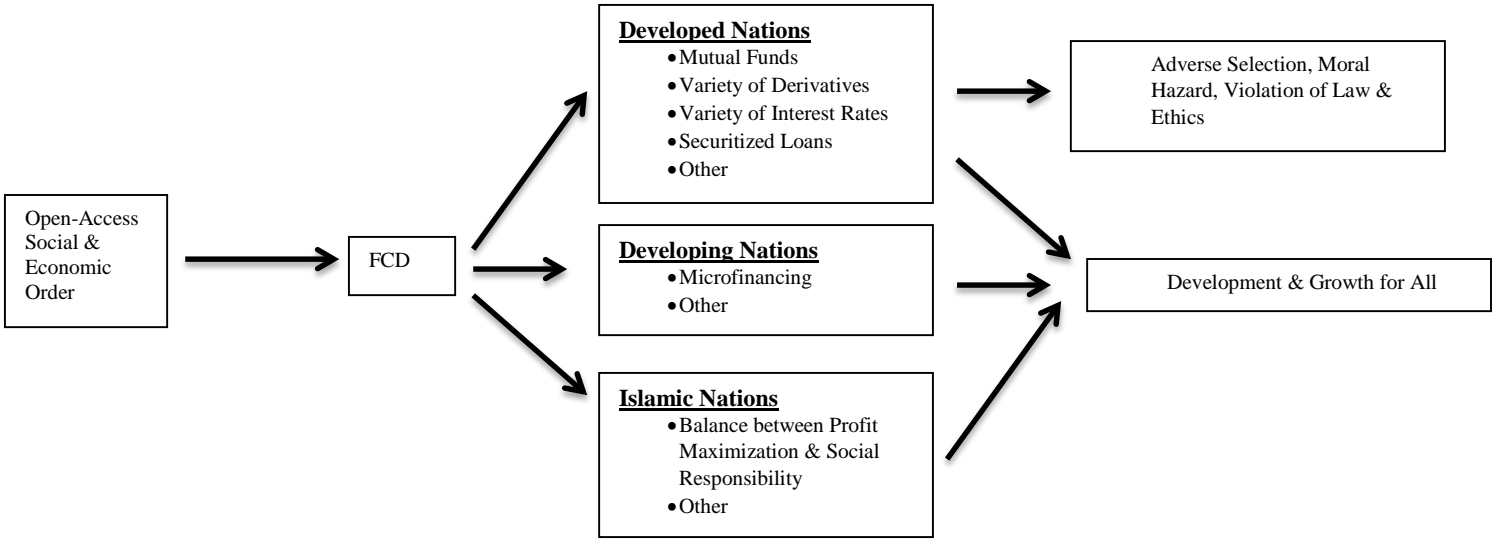 Open-Access
Social &
Economic
Order
FCD
Developed Nations
•Mutual Funds
•Variety of Derivatives
•Variety of Interest Rates
•Securitized Loans
•Other
Developing Nations
•Microfinancing
•Other
Islamic Nations
•Balance between Profit
Maximization & Social
Responsibility
•Other
Adverse Selection, Moral
Hazard, Violation of Law &
Ethics
Development & Growth for All